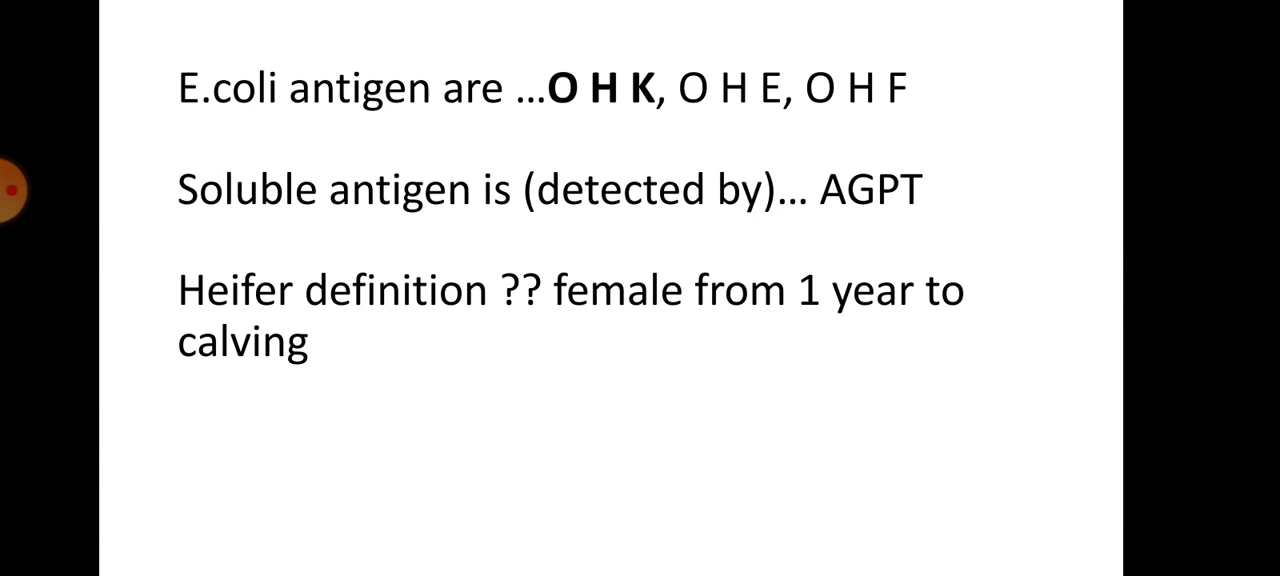 E.coli antigen are ...O H K, O H E, O H F
Soluble antigen is (detected by)... AGPT
Heifer definition ?? female from 1 year to
calving